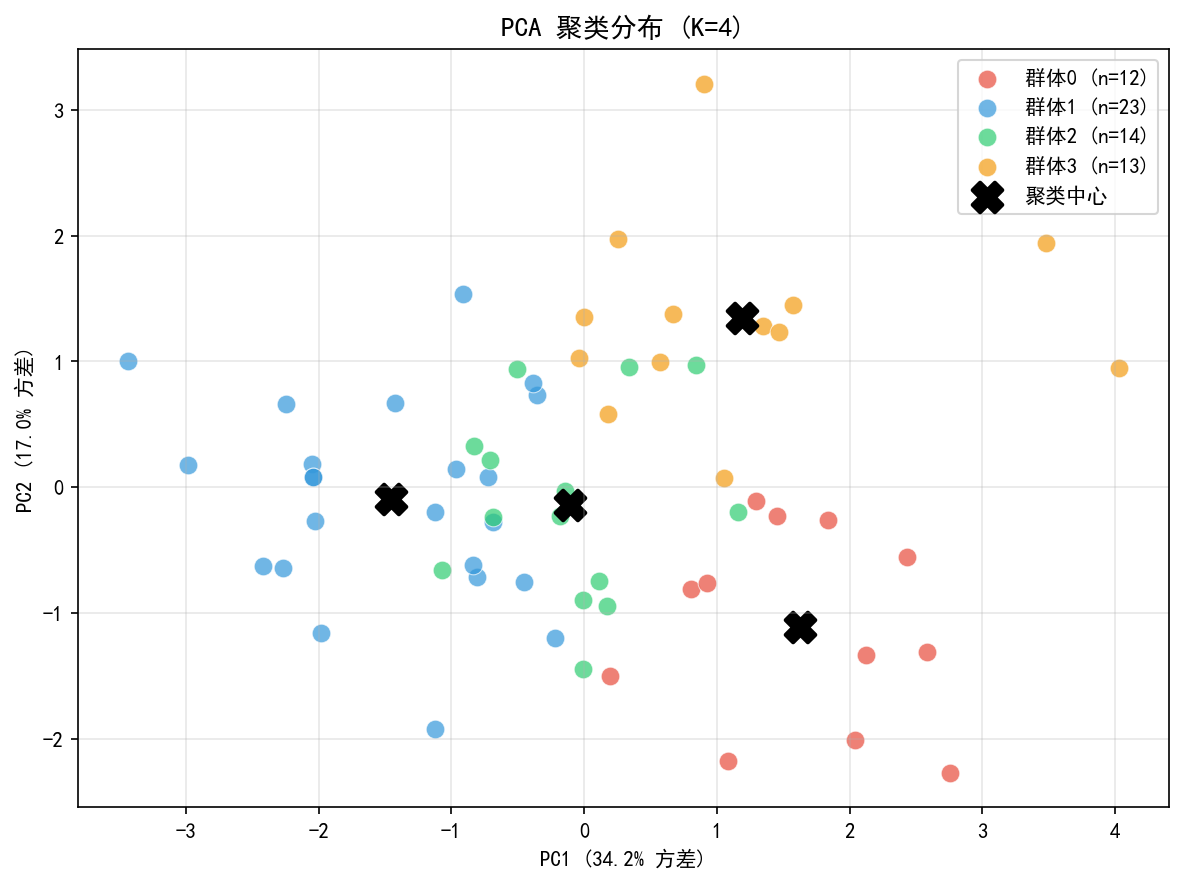 PCA 聚类分布 (K=4)
群体0 (n=12)
群体1 (n=23)
群体2 (n=14)
群体3 (n=13)
聚类中心
PC2 (17.0% 方差)
3
2
1
0
−1
−2
−3
−2
−1
0
1
2
3
4
PC1 (34.2% 方差)